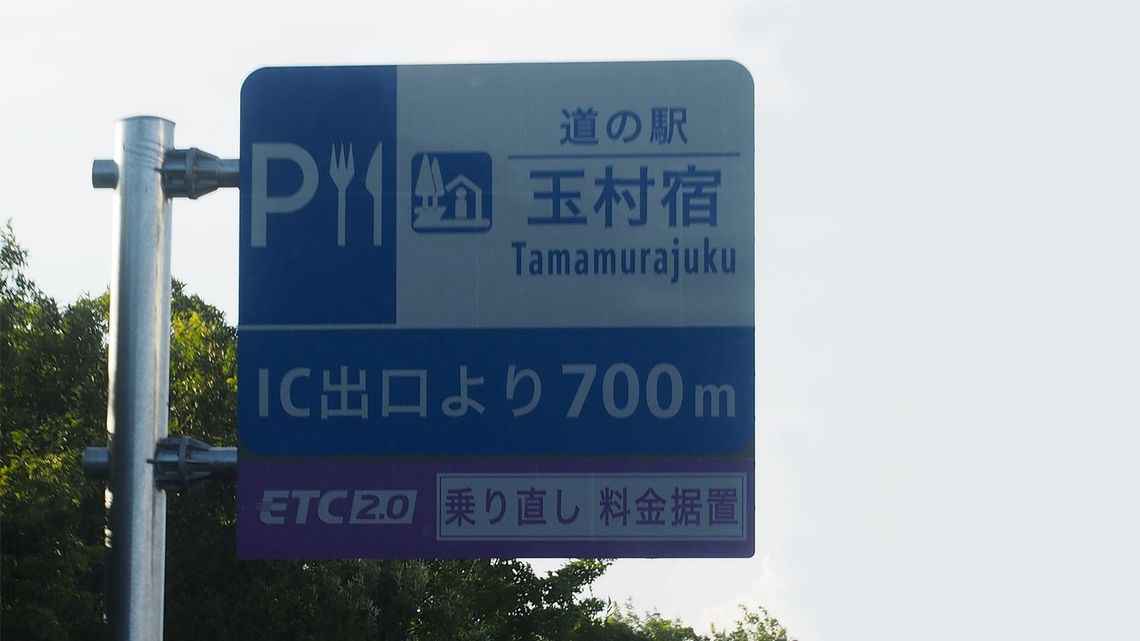 P
道の駅
玉村宿
Tamamurajuku
IC出口より700m
ETC2.0 乗り直し 料金据置